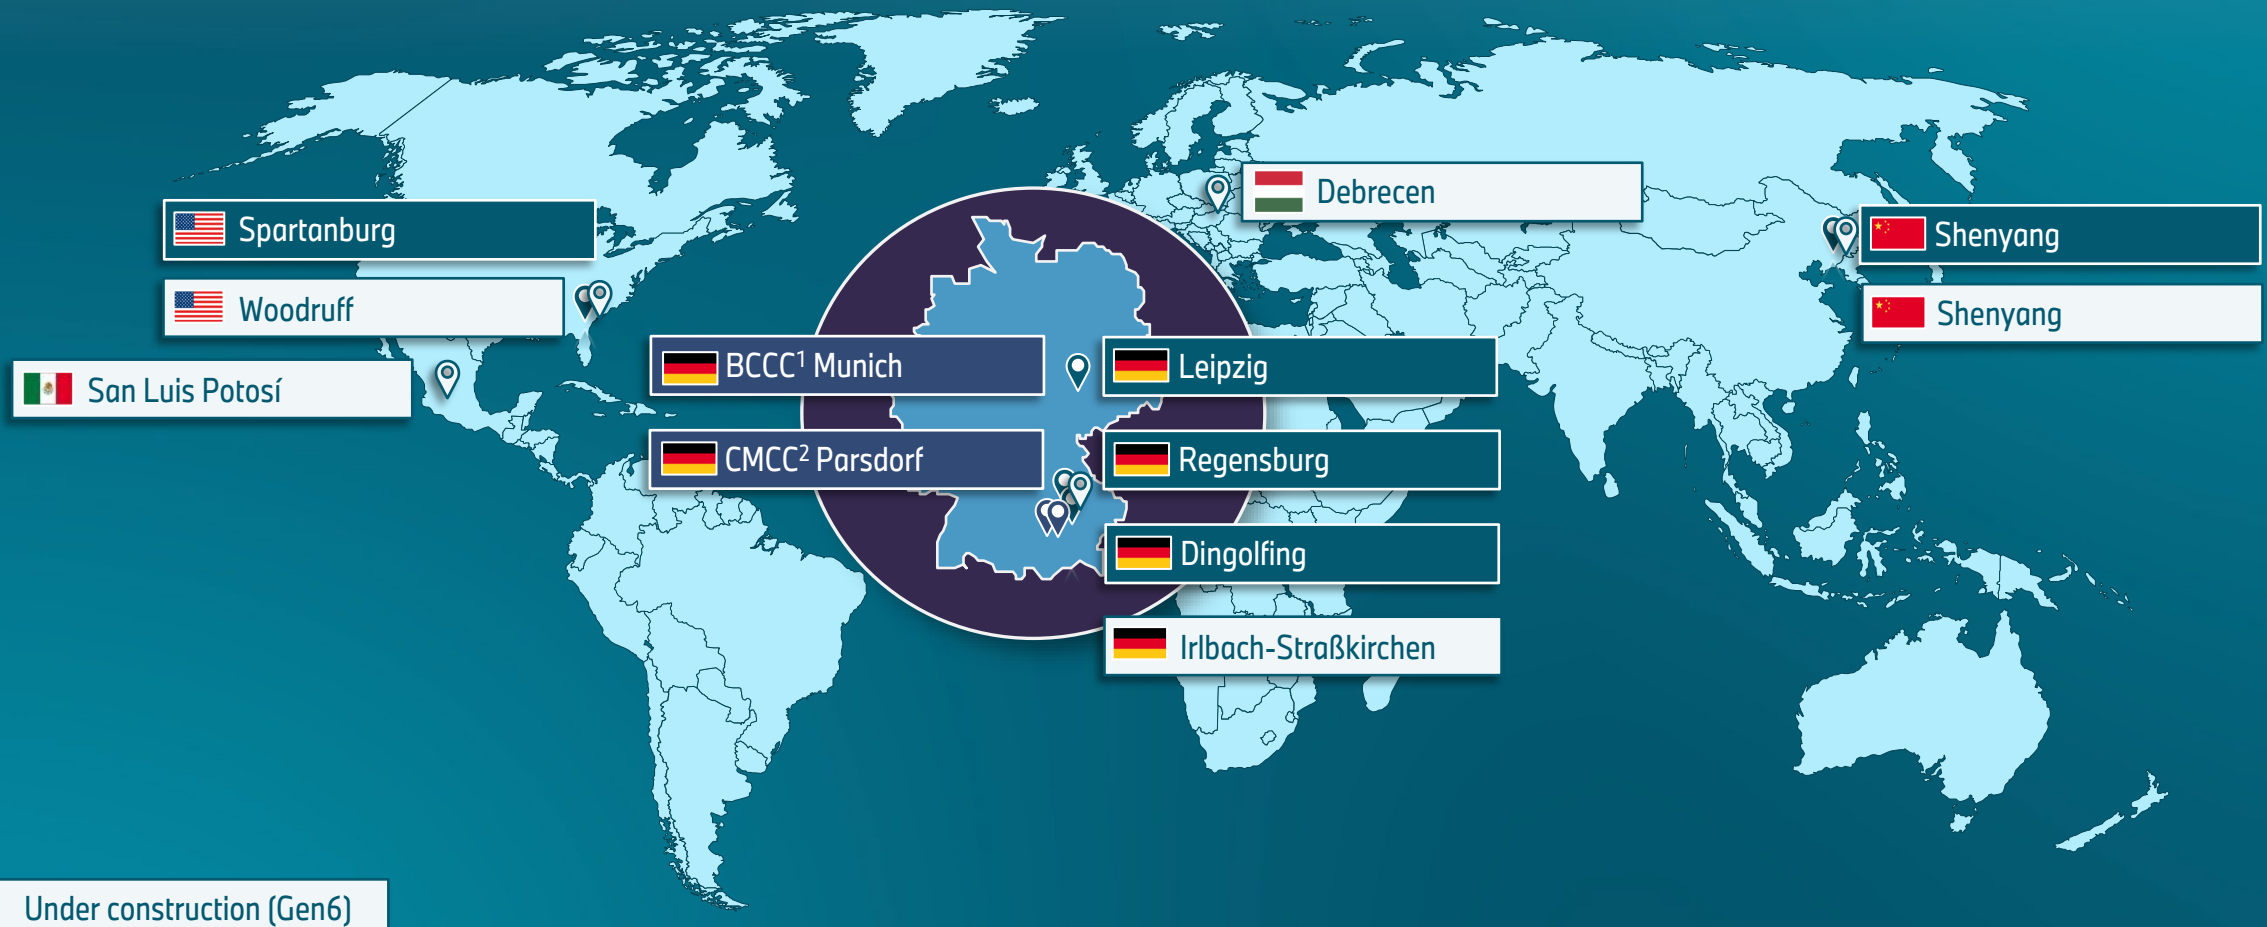 Spartanburg
Woodruff
San Luis Potosí
BCCC¹ Munich
CMCC² Parsdorf
Debrecen
Leipzig
Regensburg
Dingolfing
Irlbach-Straßkirchen
Shenyang
Shenyang
Under construction (Gen6)